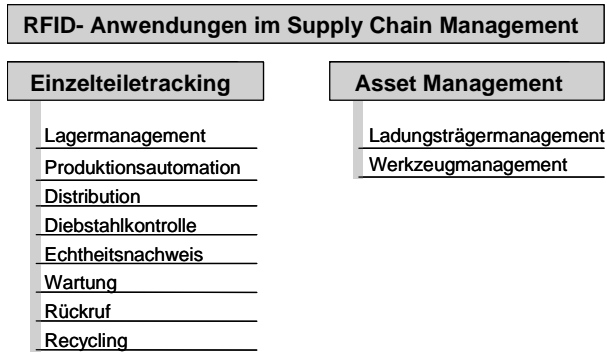 RFID- Anwendungen im Supply Chain Management
Einzelteiletracking
Lagermanagement
Produktionsautomation
Distribution
Diebstahlkontrolle
Echtheitsnachweis
Wartung
Rückruf
Recycling
Asset Management
Ladungsträgermanagement
Werkzeugmanagement